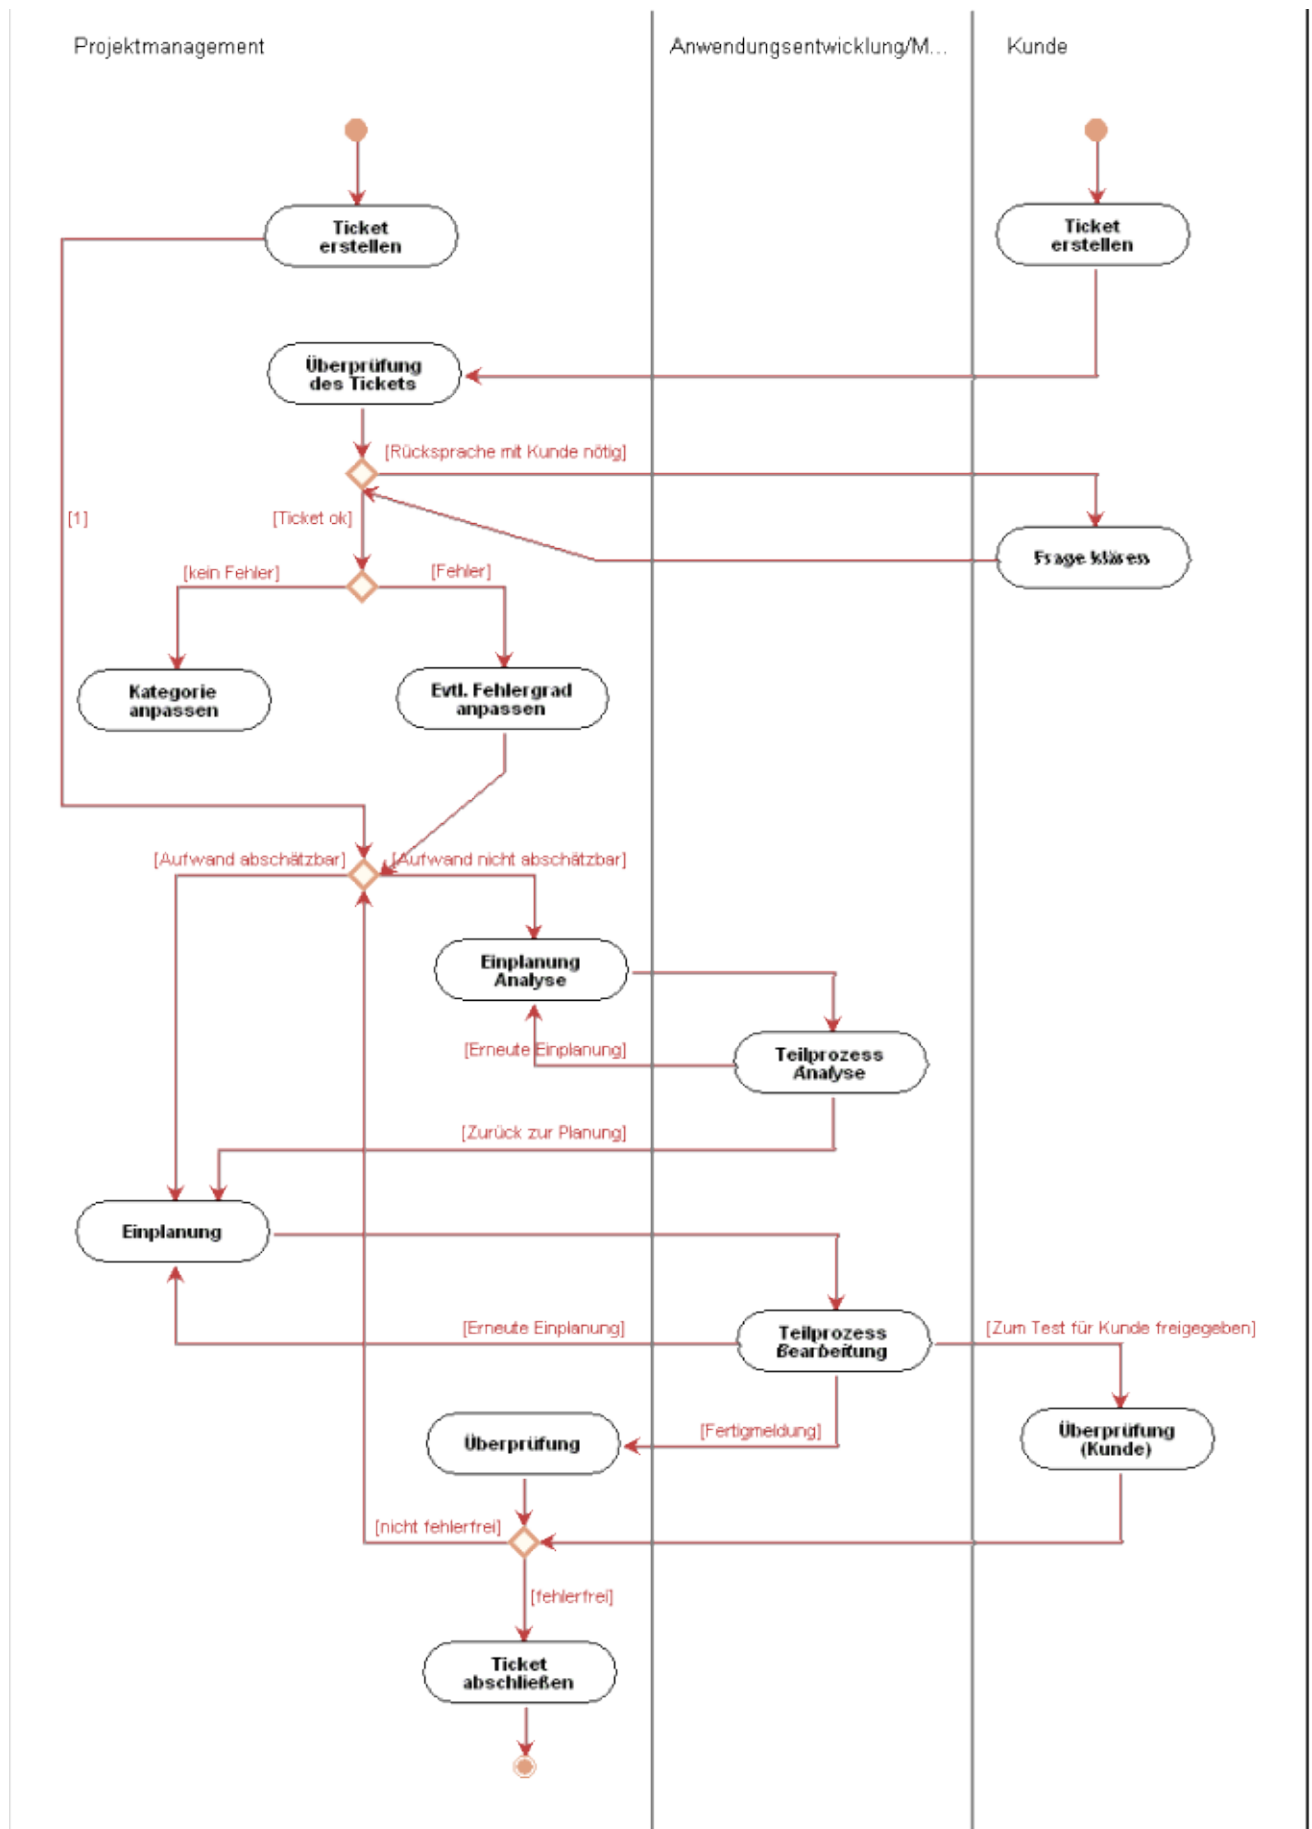 Projektmanagement
Anwendungsentwicklung/M...
Kunde
Ticket
erstellen
Ticket
erstellen
Überprüfung
des Tickets
[Rücksprache mit Kunde nötig]
[1]
[Ticket ok]
Frage klären
[kein Fehler]
[Fehler]
Kategorie
anpassen
Evtl. Fehlergrad
anpassen
[Aufwand abschätzbar]
[Aufwand nicht abschätzbar]
Einplanung
Analyse
[Erneute Einplanung]
Teilprozess
Analyse
[Zurück zur Planung]
Einplanung
[Erneute Einplanung]
Teilprozess
Bearbeitung
[Zum Test für Kunde freigegeben]
[Fertigmeldung]
Überprüfung
Überprüfung
(Kunde)
[nicht fehlerfrei]
[fehlerfrei]
Ticket
abschließen